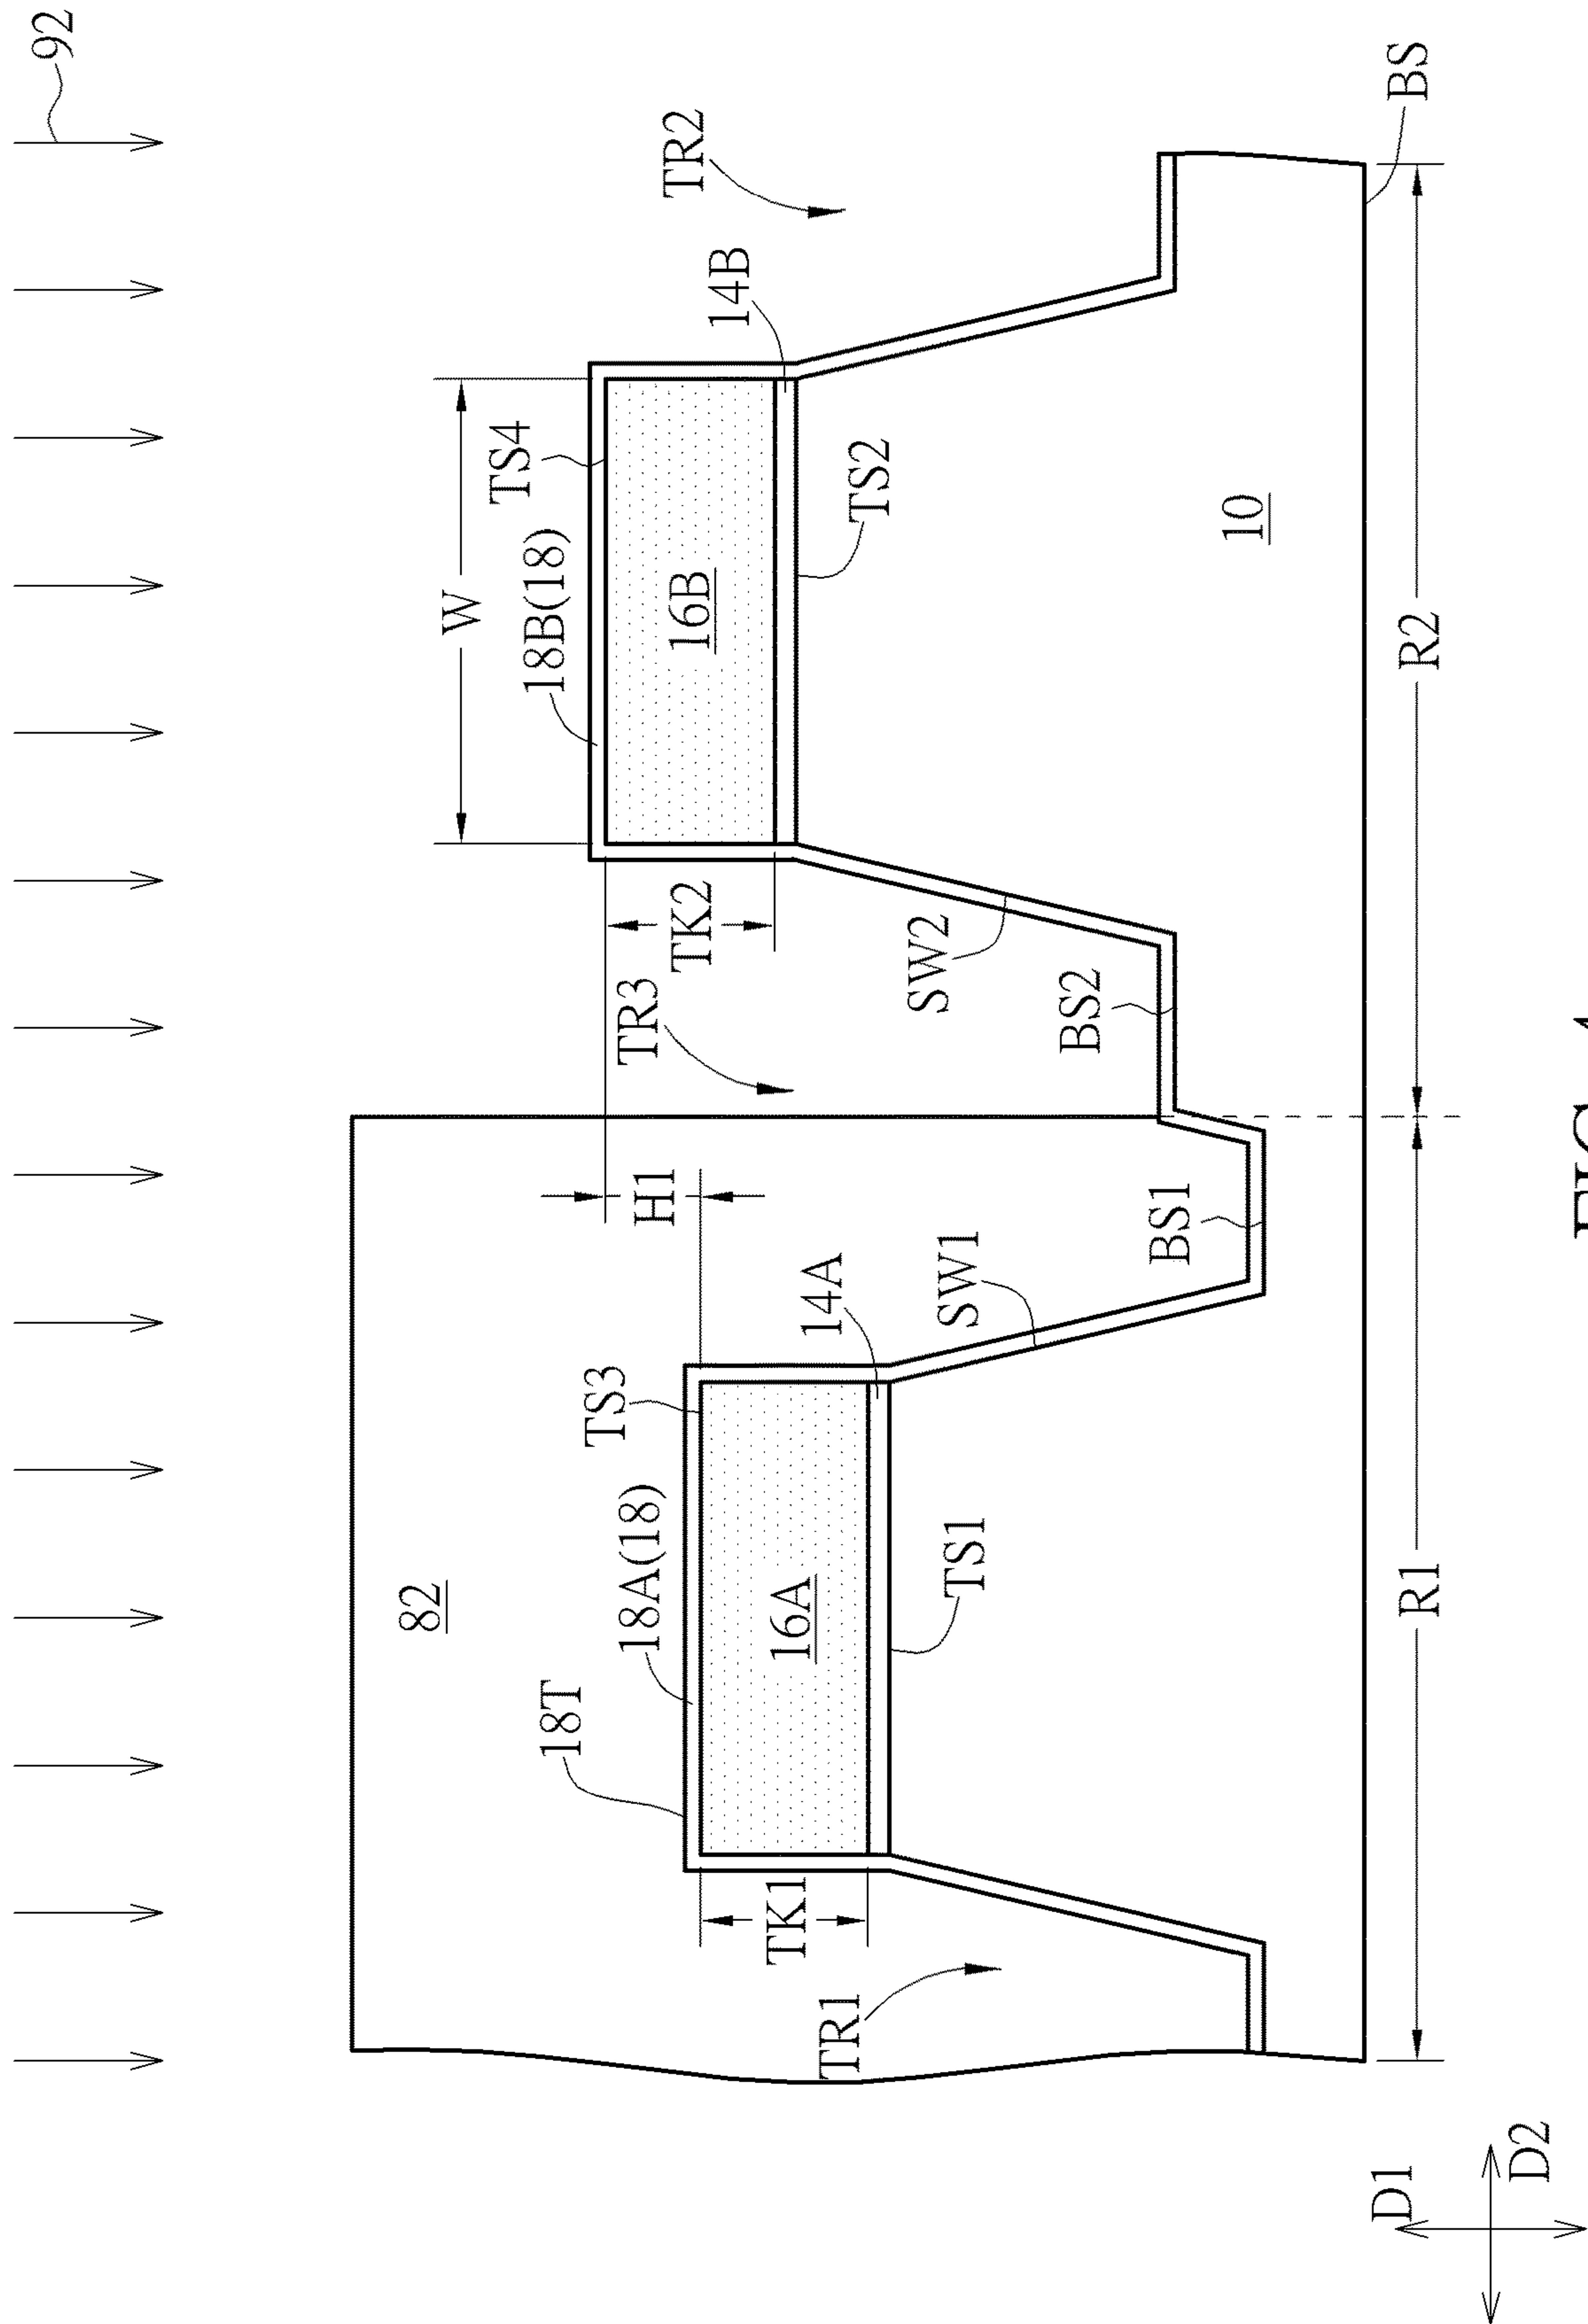 92
82
W
TS4
18B(18)
18T
TS3
18A(18)
TR3
H1
TR2
16B
TK2
14B
TK1
16A
14A
TR1
TS2
SW2
SW1
TS1
BS2
BS1
10
D1
BS
R1
R2
D2
FIG